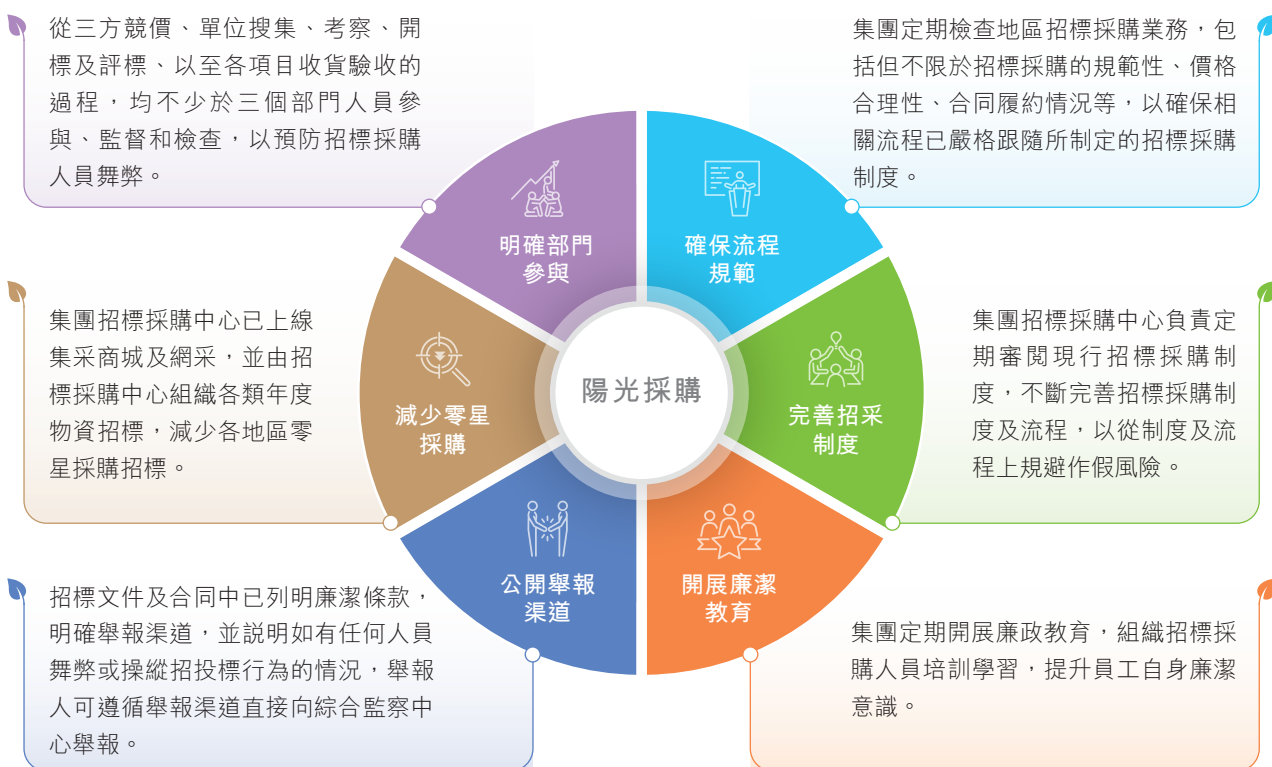 從三方競價、單位搜集、考察、開
標及評標、以至各項目收貨驗收的
過程，均不少於三個部門人員參
與、監督和檢查，以預防招標採購
人員舞弊。
集團定期檢查地區招標採購業務，包
括但不限於招標採購的規範性、價格
合理性、合同履約情況等，以確保相
關流程已嚴格跟隨所制定的招標採購
制度。
明確部門
參與
確保流程
規範
集團招標採購中心已上線
集采商城及網采，並由招
標採購中心組織各類年度
物資招標，減少各地區零
星採購招標。
減少零星
採購
陽光採購
完善招采
制度
集團招標採購中心負責定
期審閱現行招標採購制
度，不斷完善招標採購制
度及流程，以從制度及流
程上規避作假風險。
公開舉報
渠道
開展廉潔
教育
招標文件及合同中已列明廉潔條款，
明確舉報渠道，並說明如有任何人員
舞弊或操縱招投標行為的情況，舉報
人可遵循舉報渠道直接向綜合監察中
心舉報。
集團定期開展廉政教育，組織招標採
購人員培訓學習，提升員工自身廉潔
意識。